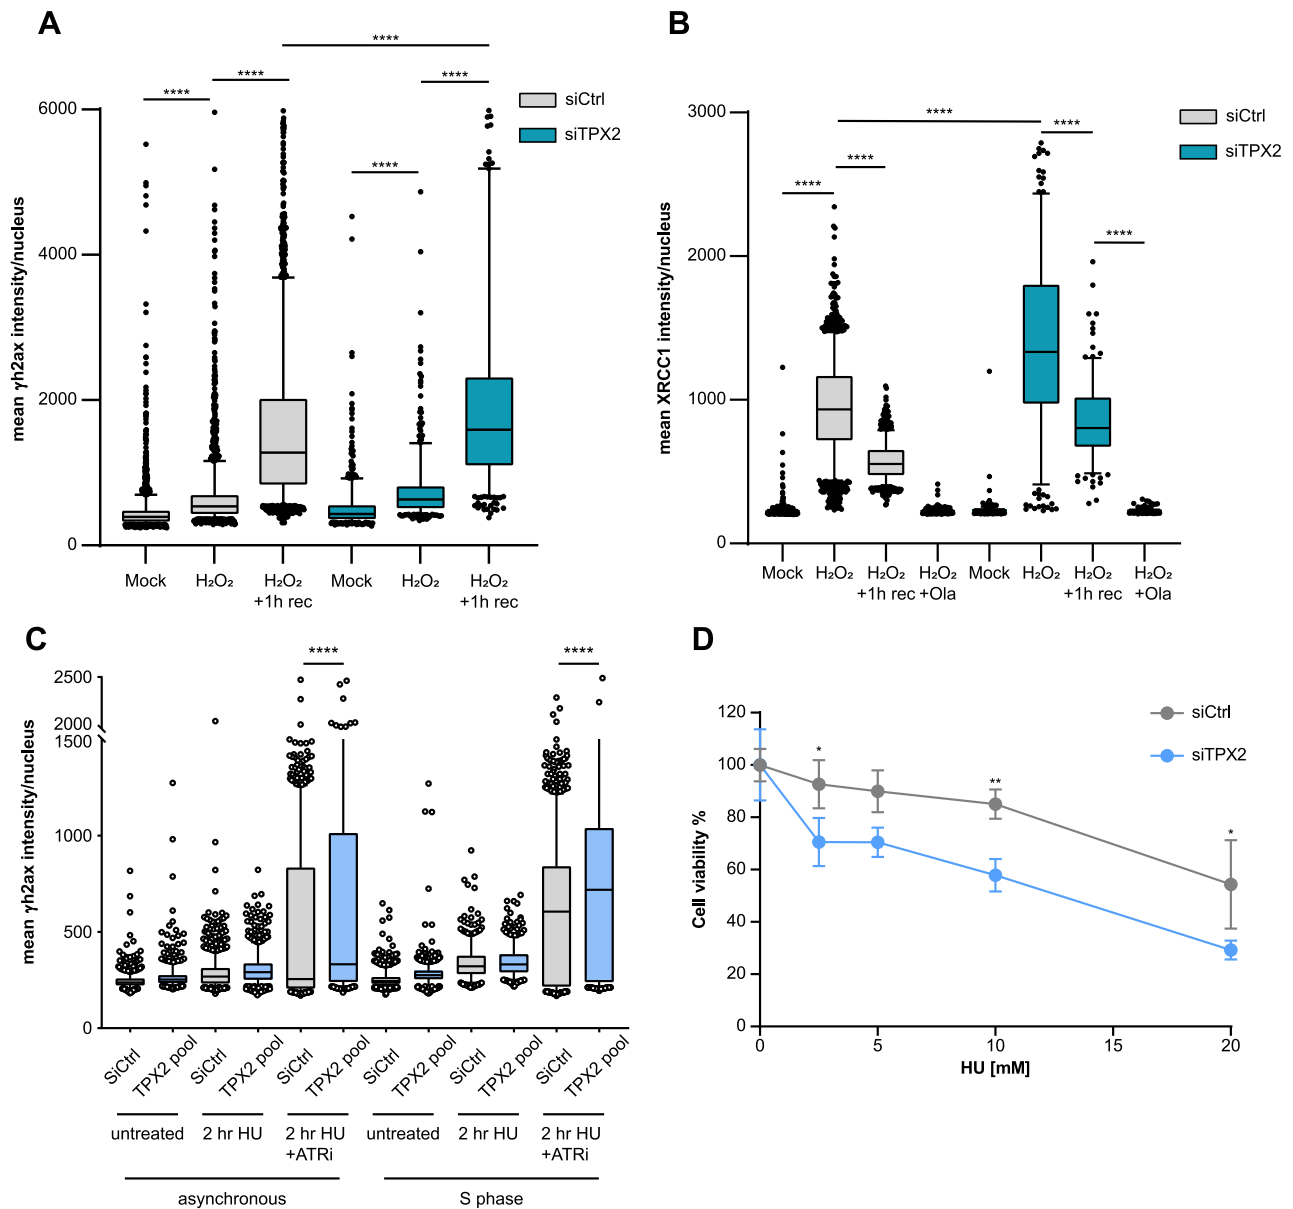 A
****
****
****
****
****
6000
4000
2000
0
mean γh2ax intensity/nucleus
siCtrl
siTPX2
Mock
H₂O₂
H₂O₂
+1h rec
Mock
H₂O₂
H₂O₂
+1h rec
B
****
****
****
****
****
3000
2000
1000
0
mean XRCC1 intensity/nucleus
siCtrl
siTPX2
Mock
H₂O₂
H₂O₂
+1h rec
H₂O₂
+Ola
Mock
H₂O₂
H₂O₂
+1h rec
H₂O₂
+Ola
C
****
****
2500
2000
1500
1000
500
0
mean γh2ax intensity/nucleus
SiCtrl
TPX2 pool
SiCtrl
TPX2 pool
SiCtrl
TPX2 pool
SiCtrl
TPX2 pool
SiCtrl
TPX2 pool
SiCtrl
TPX2 pool
untreated
2 hr HU
2 hr HU
+ATRi
untreated
2 hr HU
2 hr HU
+ATRi
asynchronous
S phase
D
siCtrl
siTPX2
*
**
*
120
100
80
60
40
20
0
Cell viability %
0
5
10
15
20
HU [mM]